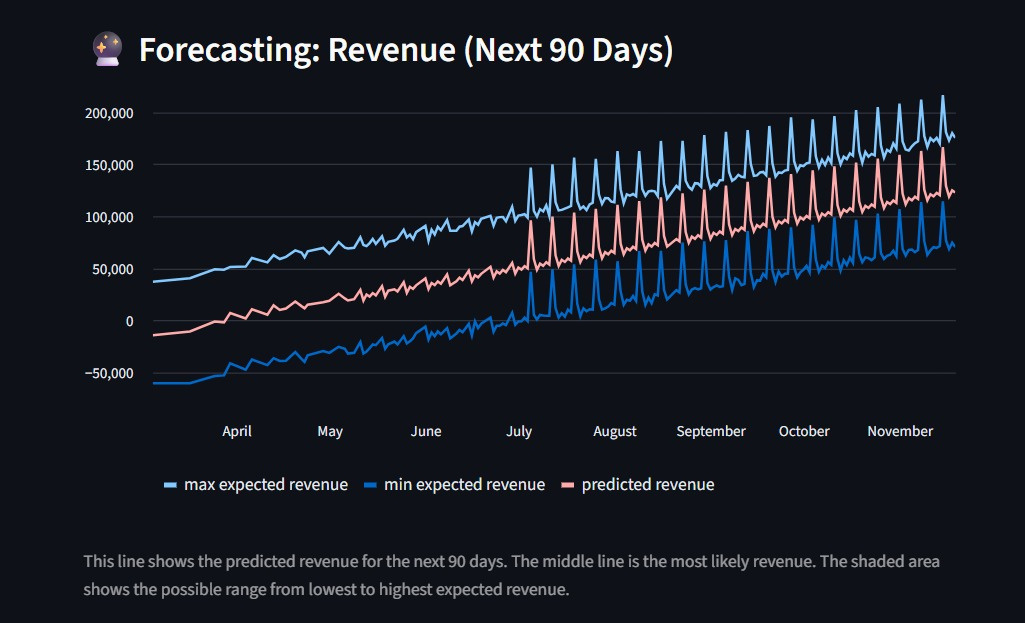 Forecasting: Revenue (Next 90 Days)
200,000
150,000
100,000
50,000
0
−50,000
April May June July August September October November
max expected revenue min expected revenue predicted revenue
This line shows the predicted revenue for the next 90 days. The middle line is the most likely revenue. The shaded area
shows the possible range from lowest to highest expected revenue.